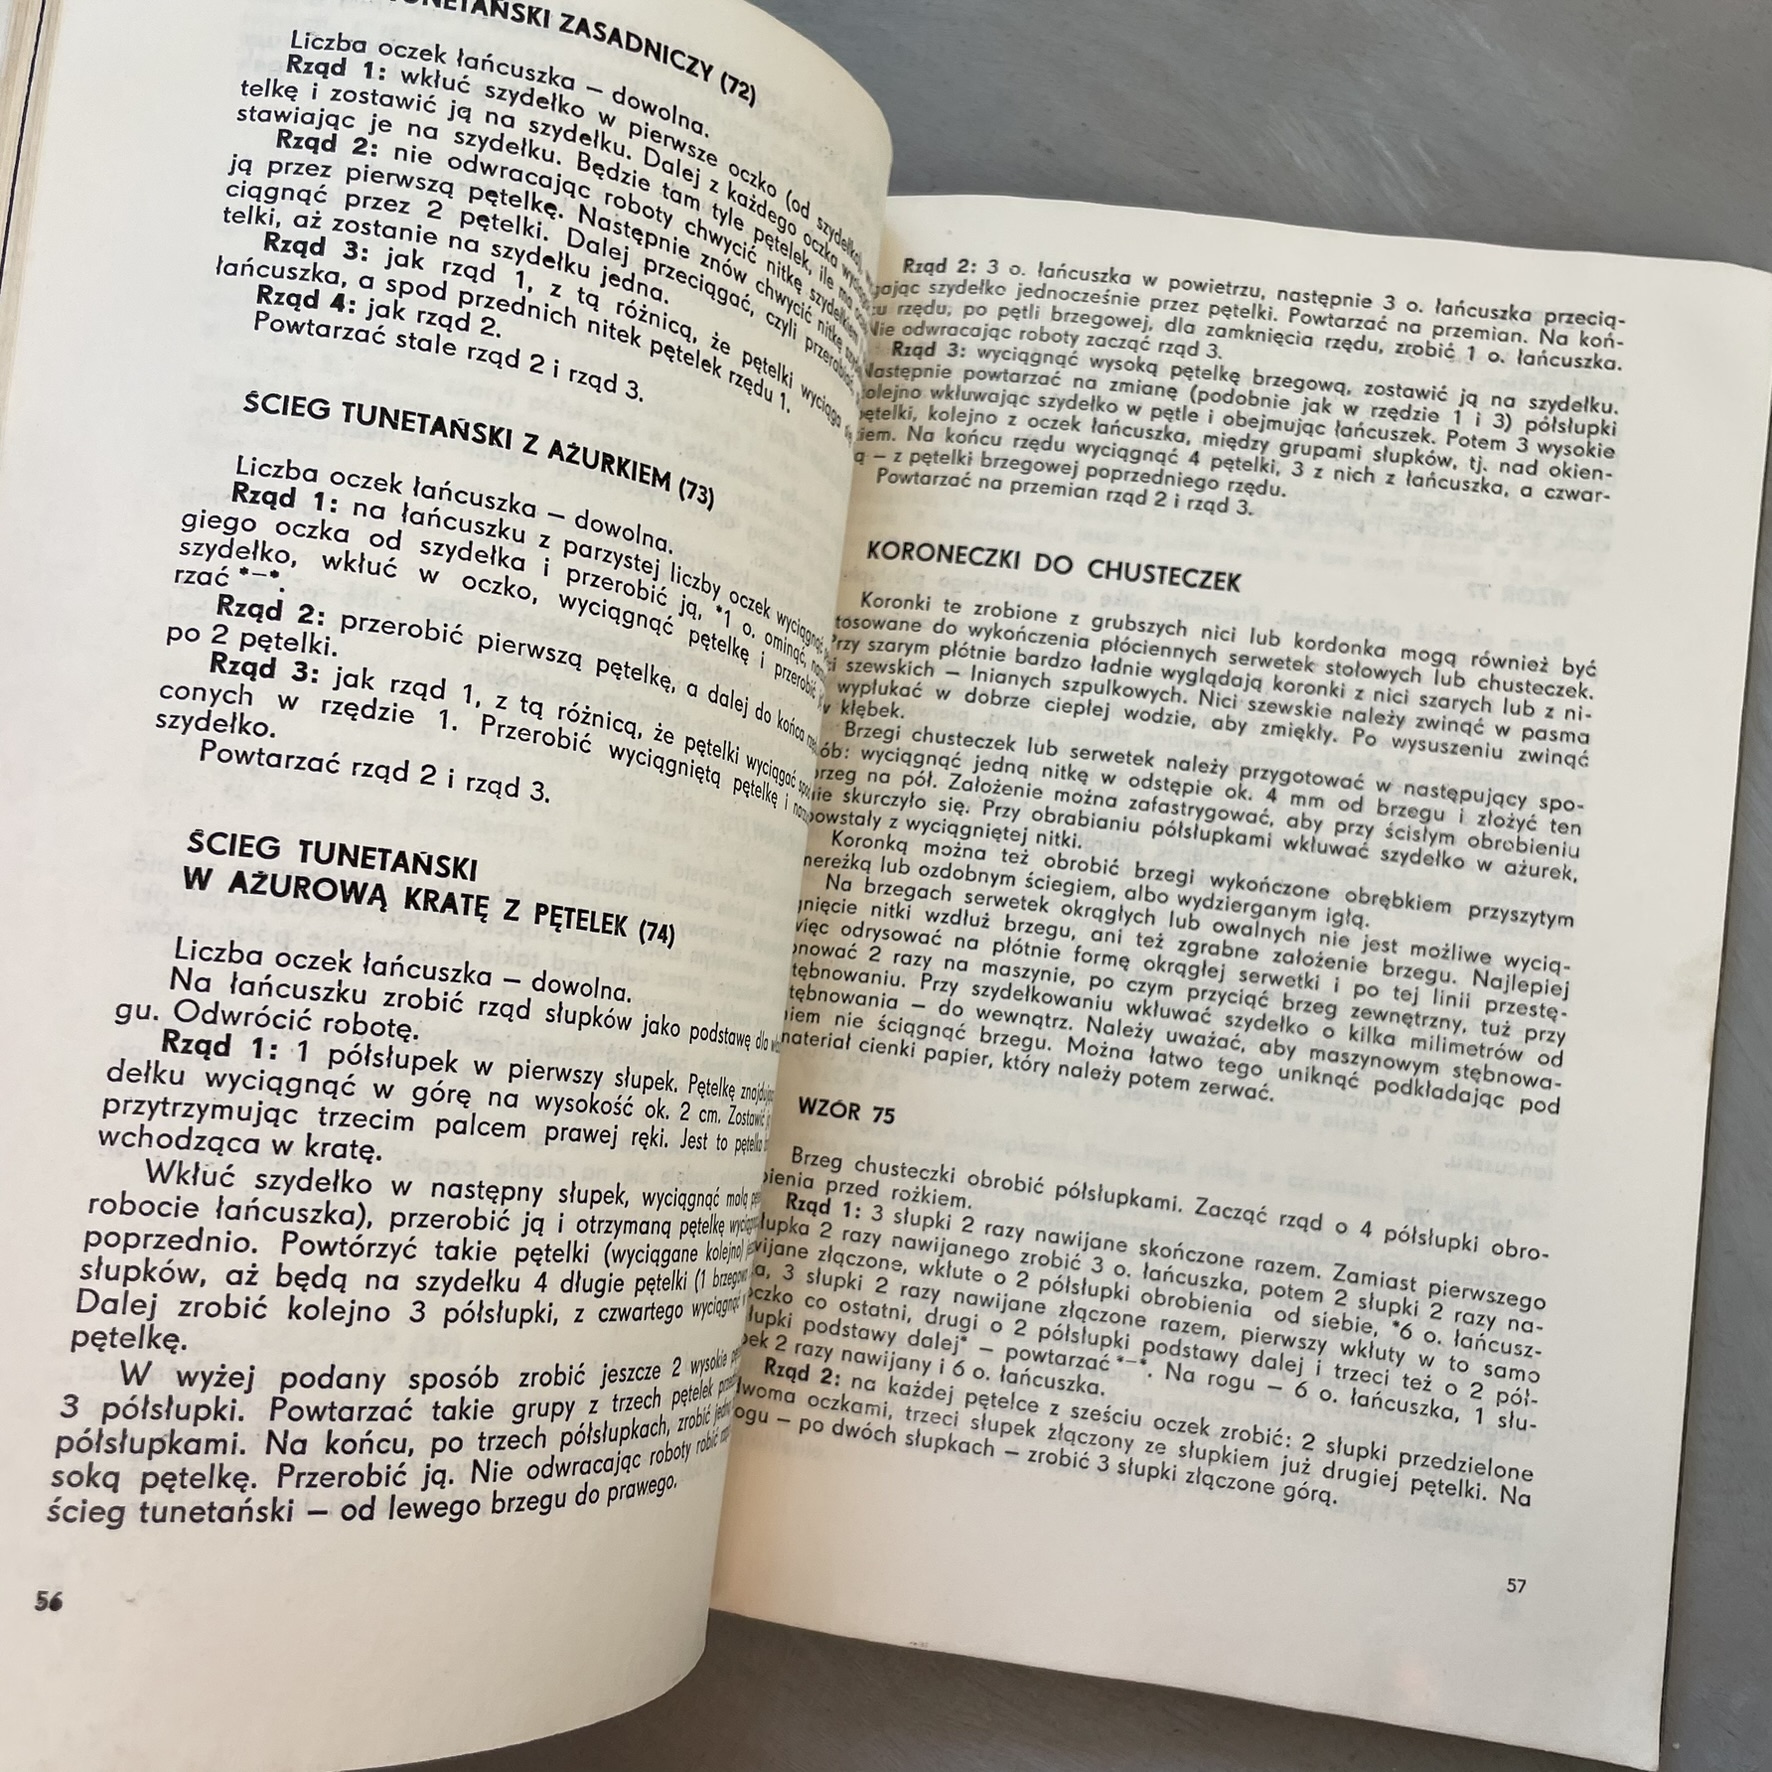 TUNETAŃSKI ZASADNICZY (72)
Liczba oczek łańcuszka – dowolna.
Rząd 1: wkłuć szydełko w pierwsze oczko (od szydełka),
telkę i zostawić ją na szydełku. Dalej z każdego oczka
stawiając je na szydełku. Będzie tam tyle pętelek, ile ma
Rząd 2: nie odwracając roboty chwycić nitkę szydełkiem
ją przez pierwszą pętelkę. Następnie znów chwycić nitkę
ciągnąć przez 2 pętelki. Dalej przeciągać, czyli przerabiać,
telki, aż zostanie na szydełku jedna.
Rząd 3: jak rząd 1, z tą różnicą, że pętelki wyciąga się
łańcuszka, a spod przednich nitek pętelek rzędu 1.
Rząd 4: jak rząd 2.
Powtarzać stale rząd 2 i rząd 3.
ŚCIEG TUNETAŃSKI Z AŻURKIEM (73)
Liczba oczek łańcuszka – dowolna.
Rząd 1: na łańcuszku z parzystej liczby oczek wyciągnąć
giego oczka od szydełka i przerobić ją, *1 o. ominąć,
szydełko, wkłuć w oczko, wyciągnąć pętelkę i przerobić
rzać *–*.
Rząd 2: przerobić pierwszą pętelkę, a dalej do końca
po 2 pętelki.
Rząd 3: jak rząd 1, z tą różnicą, że pętelki wyciągać
conych w rzędzie 1. Przerobić wyciągniętą pętelkę i
szydełko.
Powtarzać rząd 2 i rząd 3.
ŚCIEG TUNETAŃSKI
W AŻUROWĄ KRATĘ Z PĘTELEK (74)
Liczba oczek łańcuszka – dowolna.
Na łańcuszku zrobić rząd słupków jako podstawę dla
gu. Odwrócić robotę.
Rząd 1: 1 półsłupek w pierwszy słupek. Pętelkę
dełku wyciągnąć w górę na wysokość ok. 2 cm. Zostawić
przytrzymując trzecim palcem prawej ręki. Jest to pętelka
wchodząca w kratę.
Wkłuć szydełko w następny słupek, wyciągnąć małą
robocie łańcuszka), przerobić ją i otrzymaną pętelkę
poprzednio. Powtórzyć takie pętelki (wyciągane kolejno)
słupków, aż będą na szydełku 4 długie pętelki (1 brzegowa
Dalej zrobić kolejno 3 półsłupki, z czwartego wyciągnąć
pętelkę.
W wyżej podany sposób zrobić jeszcze 2 wysokie
3 półsłupki. Powtarzać takie grupy z trzech pętelek
półsłupkami. Na końcu, po trzech półsłupkach, zrobić
soką pętelkę. Przerobić ją. Nie odwracając roboty robić
ścieg tunetański – od lewego brzegu do prawego.
56
Rząd 2: 3 o. łańcuszka w powietrzu, następnie 3 o. łańcuszka przecią-
gając szydełko jednocześnie przez pętelki. Powtarzać na przemian. Na koń-
cu rzędu, po pętli brzegowej, dla zamknięcia rzędu, zrobić 1 o. łańcuszka.
Nie odwracając roboty zacząć rząd 3.
Rząd 3: wyciągnąć wysoką pętelkę brzegową, zostawić ją na szydełku.
Następnie powtarzać na zmianę (podobnie jak w rzędzie 1 i 3) półsłupki
kolejno wkłuwając szydełko w pętle i obejmując łańcuszek. Potem 3 wysokie
pętelki, kolejno z oczek łańcuszka, między grupami słupków, tj. nad okien-
kiem. Na końcu rzędu wyciągnąć 4 pętelki, 3 z nich z łańcuszka, a czwar-
ą – z pętelki brzegowej poprzedniego rzędu.
Powtarzać na przemian rząd 2 i rząd 3.
KORONECZKI DO CHUSTECZEK
Koronki te zrobione z grubszych nici lub kordonka mogą również być
tosowane do wykończenia płóciennych serwetek stołowych lub chusteczek.
Przy szarym płótnie bardzo ładnie wyglądają koronki z nici szarych lub z ni-
i szewskich – lnianych szpulkowych. Nici szewskie należy zwinąć w pasma
wypłukać w dobrze ciepłej wodzie, aby zmiękły. Po wysuszeniu zwinąć
w kłębek.
Brzegi chusteczek lub serwetek należy przygotować w następujący spo-
ób: wyciągnąć jedną nitkę w odstępie ok. 4 mm od brzegu i złożyć ten
brzeg na pół. Założenie można zafastrygować, aby przy ścisłym obrobieniu
nie skurczyło się. Przy obrabianiu półsłupkami wkłuwać szydełko w ażurek,
powstały z wyciągniętej nitki.
Koronką można też obrobić brzegi wykończone obrębkiem przyszytym
mereżką lub ozdobnym ściegiem, albo wydzierganym igłą.
Na brzegach serwetek okrągłych lub owalnych nie jest możliwe wycią-
gnięcie nitki wzdłuż brzegu, ani też zgrabne założenie brzegu. Najlepiej
więc odrysować na płótnie formę okrągłej serwetki i po tej linii przestę-
bnować 2 razy na maszynie, po czym przyciąć brzeg zewnętrzny, tuż przy
tębnowaniu. Przy szydełkowaniu wkłuwać szydełko o kilka milimetrów od
tębnowania – do wewnątrz. Należy uważać, aby maszynowym stębnowa-
niem nie ściągnąć brzegu. Można łatwo tego uniknąć podkładając pod
materiał cienki papier, który należy potem zerwać.
WZÓR 75
Brzeg chusteczki obrobić półsłupkami. Zacząć rząd o 4 półsłupki obro-
bienia przed rożkiem.
Rząd 1: 3 słupki 2 razy nawijane skończone razem. Zamiast pierwszego
słupka 2 razy nawijanego zrobić 3 o. łańcuszka, potem 2 słupki 2 razy na-
wijane złączone, wkłute o 2 półsłupki obrobienia od siebie, *6 o. łańcusz-
ka, 3 słupki 2 razy nawijane złączone razem, pierwszy wkłuty w to samo
oczko co ostatni, drugi o 2 półsłupki podstawy dalej i trzeci też o 2 pół-
słupki podstawy dalej* – powtarzać *–*. Na rogu – 6 o. łańcuszka, 1 słu-
pek 2 razy nawijany i 6 o. łańcuszka.
Rząd 2: na każdej pętelce z sześciu oczek zrobić: 2 słupki przedzielone
dwoma oczkami, trzeci słupek złączony ze słupkiem już drugiej pętelki. Na
rogu – po dwóch słupkach – zrobić 3 słupki złączone górą.
57